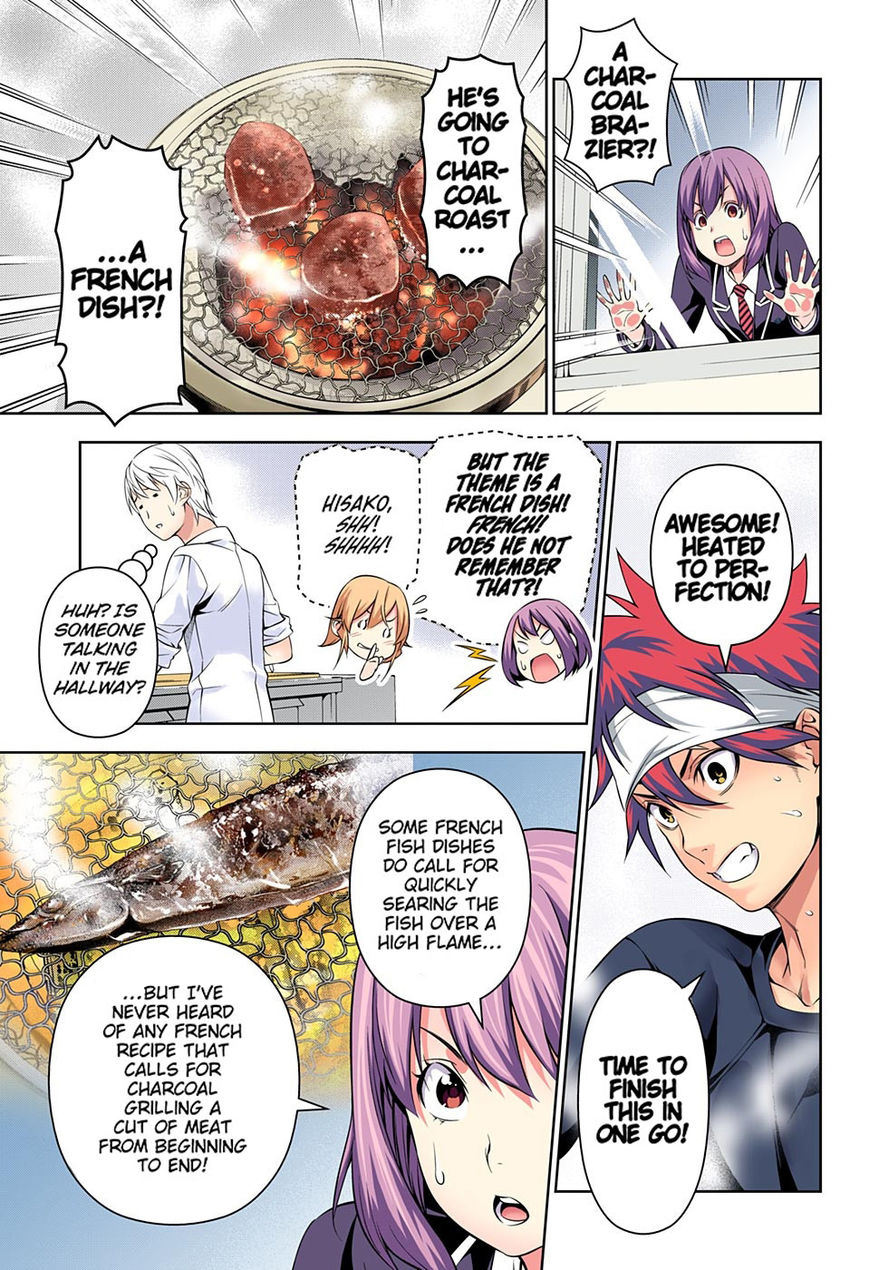 A
CHAR-
COAL
BRA-
ZIER?!
HE'S
GOING
TO
CHAR-
COAL
ROAST
...
...A
FRENCH
DISH?!
AWESOME!
HEATED
TO PER-
FECTION!
BUT THE
THEME IS A
FRENCH DISH!
FRENCH!
DOES HE NOT
REMEMBER
THAT?!
HISAKO,
SHH!
SHHHH!
HUH? IS
SOMEONE
TALKING
IN THE
HALLWAY?
TIME TO
FINISH
THIS IN
ONE GO!
SOME FRENCH
FISH DISHES
DO CALL FOR
QUICKLY
SEARING THE
FISH OVER A
HIGH FLAME...
...BUT I'VE
NEVER HEARD
OF ANY FRENCH
RECIPE THAT
CALLS FOR
CHARCOAL
GRILLING A
CUT OF MEAT
FROM BEGINNING
TO END!